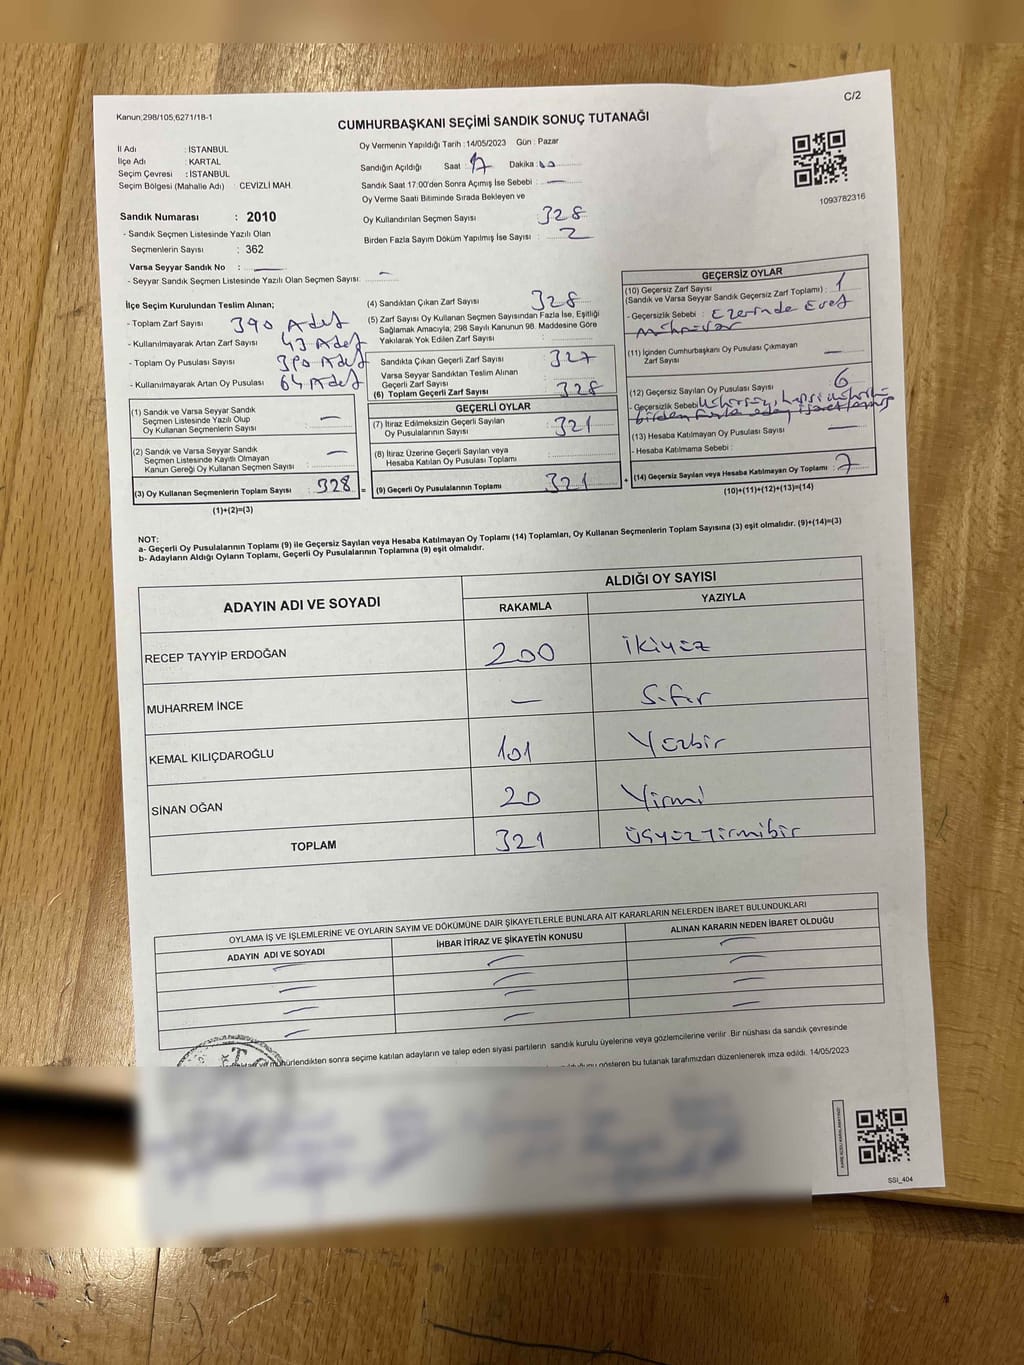 Kanun;298/105,6271/18-1
C/2
CUMHURBAŞKANI SEÇİMİ SANDIK SONUÇ TUTANAĞI
İl Adı : İSTANBUL
İlçe Adı : KARTAL
Seçim Çevresi : İSTANBUL
Seçim Bölgesi (Mahalle Adı) : CEVİZLİ MAH.
Oy Vermenin Yapıldığı Tarih : 14/05/2023 Gün : Pazar
Sandığın Açıldığı Saat : 17 Dakika : 00
Sandık Saat 17:00'den Sonra Açımış İse Sebebi : —
Oy Verme Saati Bitiminde Sırada Bekleyen ve
Oy Kullandırılan Seçmen Sayısı 328
Birden Fazla Sayım Döküm Yapılmış İse Sayısı : 2
1093782316
Sandık Numarası : 2010
- Sandık Seçmen Listesinde Yazılı Olan
Seçmenlerin Sayısı : 362
Varsa Seyyar Sandık No : —
- Seyyar Sandık Seçmen Listesinde Yazılı Olan Seçmen Sayısı: —
İlçe Seçim Kurulundan Teslim Alınan;
- Toplam Zarf Sayısı 390 Adet
- Kullanılmayarak Artan Zarf Sayısı : 43 Adet
- Toplam Oy Pusulası Sayısı : 390 Adet
- Kullanılmayarak Artan Oy Pusulası : 64 Adet
(1) Sandık ve Varsa Seyyar Sandık
Seçmen Listesinde Yazılı Olup
Oy Kullanan Seçmenlerin Sayısı : —
(2) Sandık ve Varsa Seyyar Sandık
Seçmen Listesinde Kayıtlı Olmayan
Kanun Gereği Oy Kullanan Seçmen Sayısı : —
(3) Oy Kullanan Seçmenlerin Toplam Sayısı : 328
(1)+(2)=(3)
(4) Sandıktan Çıkan Zarf Sayısı : 328
(5) Zarf Sayısı Oy Kullanan Seçmen Sayısından Fazla İse, Eşitliği
Sağlamak Amacıyla; 298 Sayılı Kanunun 98. Maddesine Göre
Yakılarak Yok Edilen Zarf Sayısı :
Sandıkta Çıkan Geçerli Zarf Sayısı : 327
Varsa Seyyar Sandıktan Teslim Alınan
Geçerli Zarf Sayısı :
(6) Toplam Geçerli Zarf Sayısı : 328
GEÇERLİ OYLAR
(7) İtiraz Edilmeksizin Geçerli Sayılan
Oy Pusulalarının Sayısı : 321
(8) İtiraz Üzerine Geçerli Sayılan veya
Hesaba Katılan Oy Pusulası Toplamı :
= (9) Geçerli Oy Pusulalarının Toplamı : 321
GEÇERSİZ OYLAR
(10) Geçersiz Zarf Sayısı
(Sandık ve Varsa Seyyar Sandık Geçersiz Zarf Toplamı) : 1
- Geçersizlik Sebebi : Üzerinde Evet
mührü var
(11) İçinden Cumhurbaşkanı Oy Pusulası Çıkmayan
Zarf Sayısı : —
(12) Geçersiz Sayılan Oy Pusulası Sayısı : 6
- Geçersizlik Sebebi : birden fazla
(13) Hesaba Katılmayan Oy Pusulası Sayısı : —
- Hesaba Katılmama Sebebi :
+ (14) Geçersiz Sayılan veya Hesaba Katılmayan Oy Toplamı : 7
(10)+(11)+(12)+(13)=(14)
NOT:
a- Geçerli Oy Pusulalarının Toplamı (9) ile Geçersiz Sayılan veya Hesaba Katılmayan Oy Toplamı (14) Toplamları, Oy Kullanan Seçmenlerin Toplam Sayısına (3) eşit olmalıdır. (9)+(14)=(3)
b- Adayların Aldığı Oyların Toplamı, Geçerli Oy Pusulalarının Toplamına (9) eşit olmalıdır.
ADAYIN ADI VE SOYADI
ALDIĞI OY SAYISI
RAKAMLA YAZIYLA
RECEP TAYYİP ERDOĞAN 200 ikiyüz
MUHARREM İNCE — Sıfır
KEMAL KILIÇDAROĞLU 101 Yüzbir
SİNAN OĞAN 20 Yirmi
TOPLAM 321 üçyüzyirmibir
OYLAMA İŞ VE İŞLEMLERİNE VE OYLARIN SAYIM VE DÖKÜMÜNE DAİR ŞİKAYETLERLE BUNLARA AİT KARARLARIN NELERDEN İBARET BULUNDUKLARI
ADAYIN ADI VE SOYADI İHBAR İTİRAZ VE ŞİKAYETİN KONUSU ALINAN KARARIN NEDEN İBARET OLDUĞU
mühürlendikten sonra seçime katılan adayların ve talep eden siyasi partilerin sandık kurulu üyelerine veya gözlemcilerine verilir Bir nüshası da sandık çevresinde
gösteren bu tutanak tarafımızdan düzenlenerek imza edildi. 14/05/2023
SSI_404